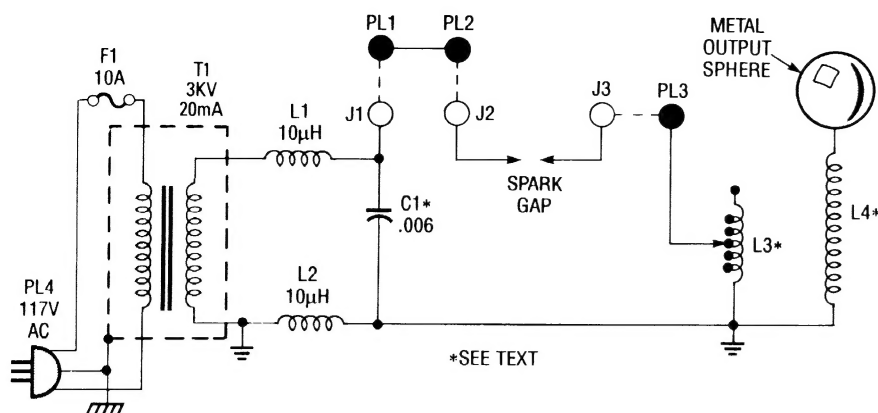 F1
10A
T1
3KV
20mA
L1
10μH
PL1
PL2
J1
J2
J3
PL3
METAL
OUTPUT
SPHERE
SPARK
GAP
C1*
.006
L3*
L4*
L2
10μH
PL4
117V
AC
*SEE TEXT